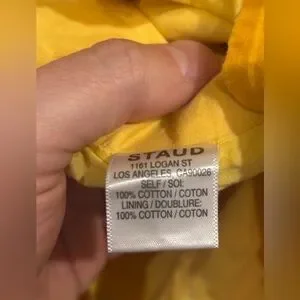 STAUD
1161 LOGAN ST
LOS ANGELES, CA90026
SELF / SOI:
100% COTTON / COTON
LINING / DOUBLURE:
100% COTTON / COTON